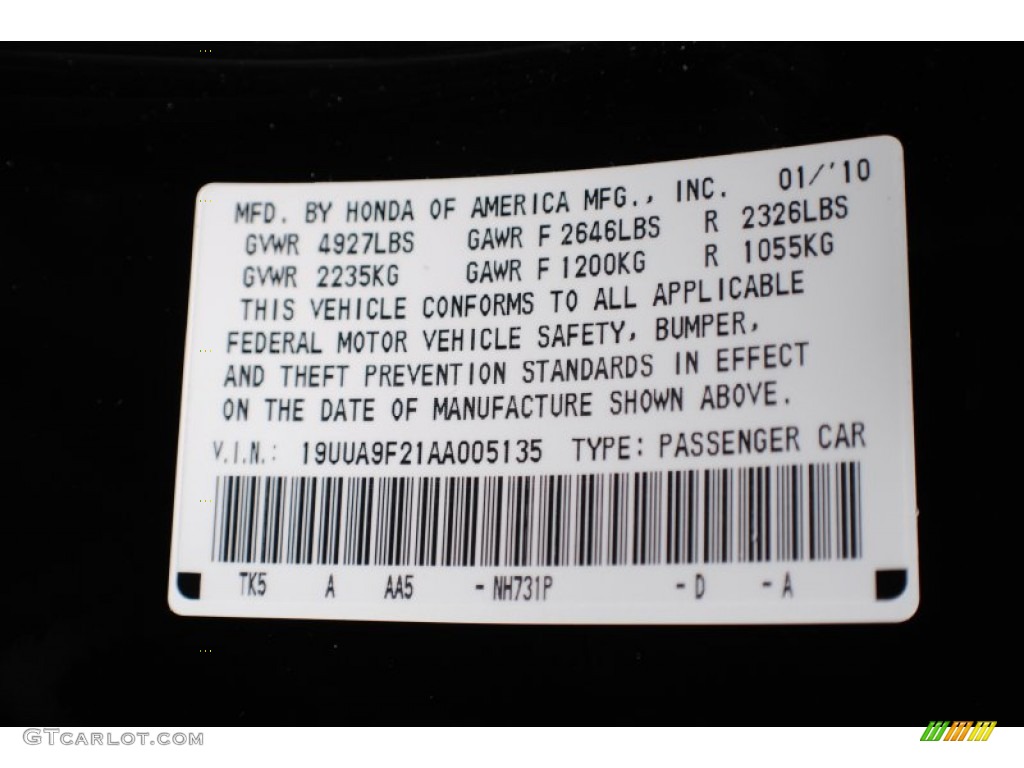 MFD. BY HONDA OF AMERICA MFG., INC. 01/'10
GVWR 4927LBS GAWR F 2646LBS R 2326LBS
GVWR 2235KG GAWR F 1200KG R 1055KG
THIS VEHICLE CONFORMS TO ALL APPLICABLE
FEDERAL MOTOR VEHICLE SAFETY, BUMPER,
AND THEFT PREVENTION STANDARDS IN EFFECT
ON THE DATE OF MANUFACTURE SHOWN ABOVE.
V.I.N.: 19UUA9F21AA005135 TYPE: PASSENGER CAR
TK5 A AA5 -NH731P -D -A
GTCarLot.com